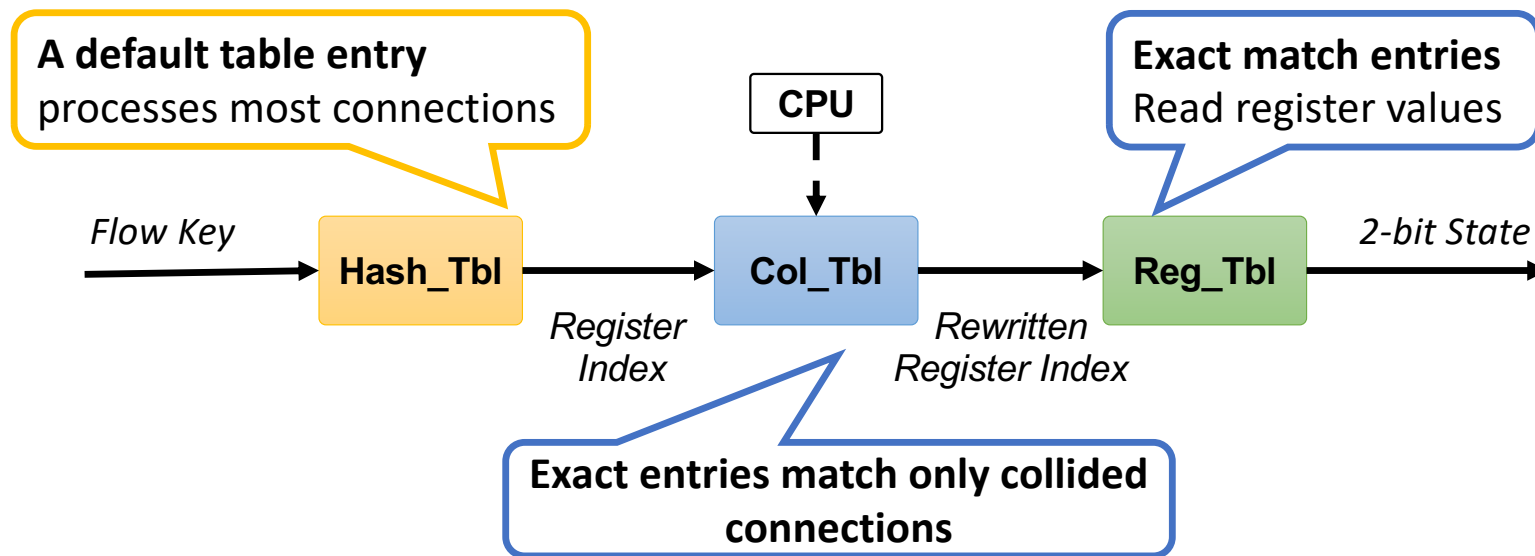 A default table entry
processes most connections
CPU
Exact match entries
Read register values
Flow Key
Hash_Tbl
Register
Index
Col_Tbl
Rewritten
Register Index
Reg_Tbl
2-bit State
Exact entries match only collided
connections